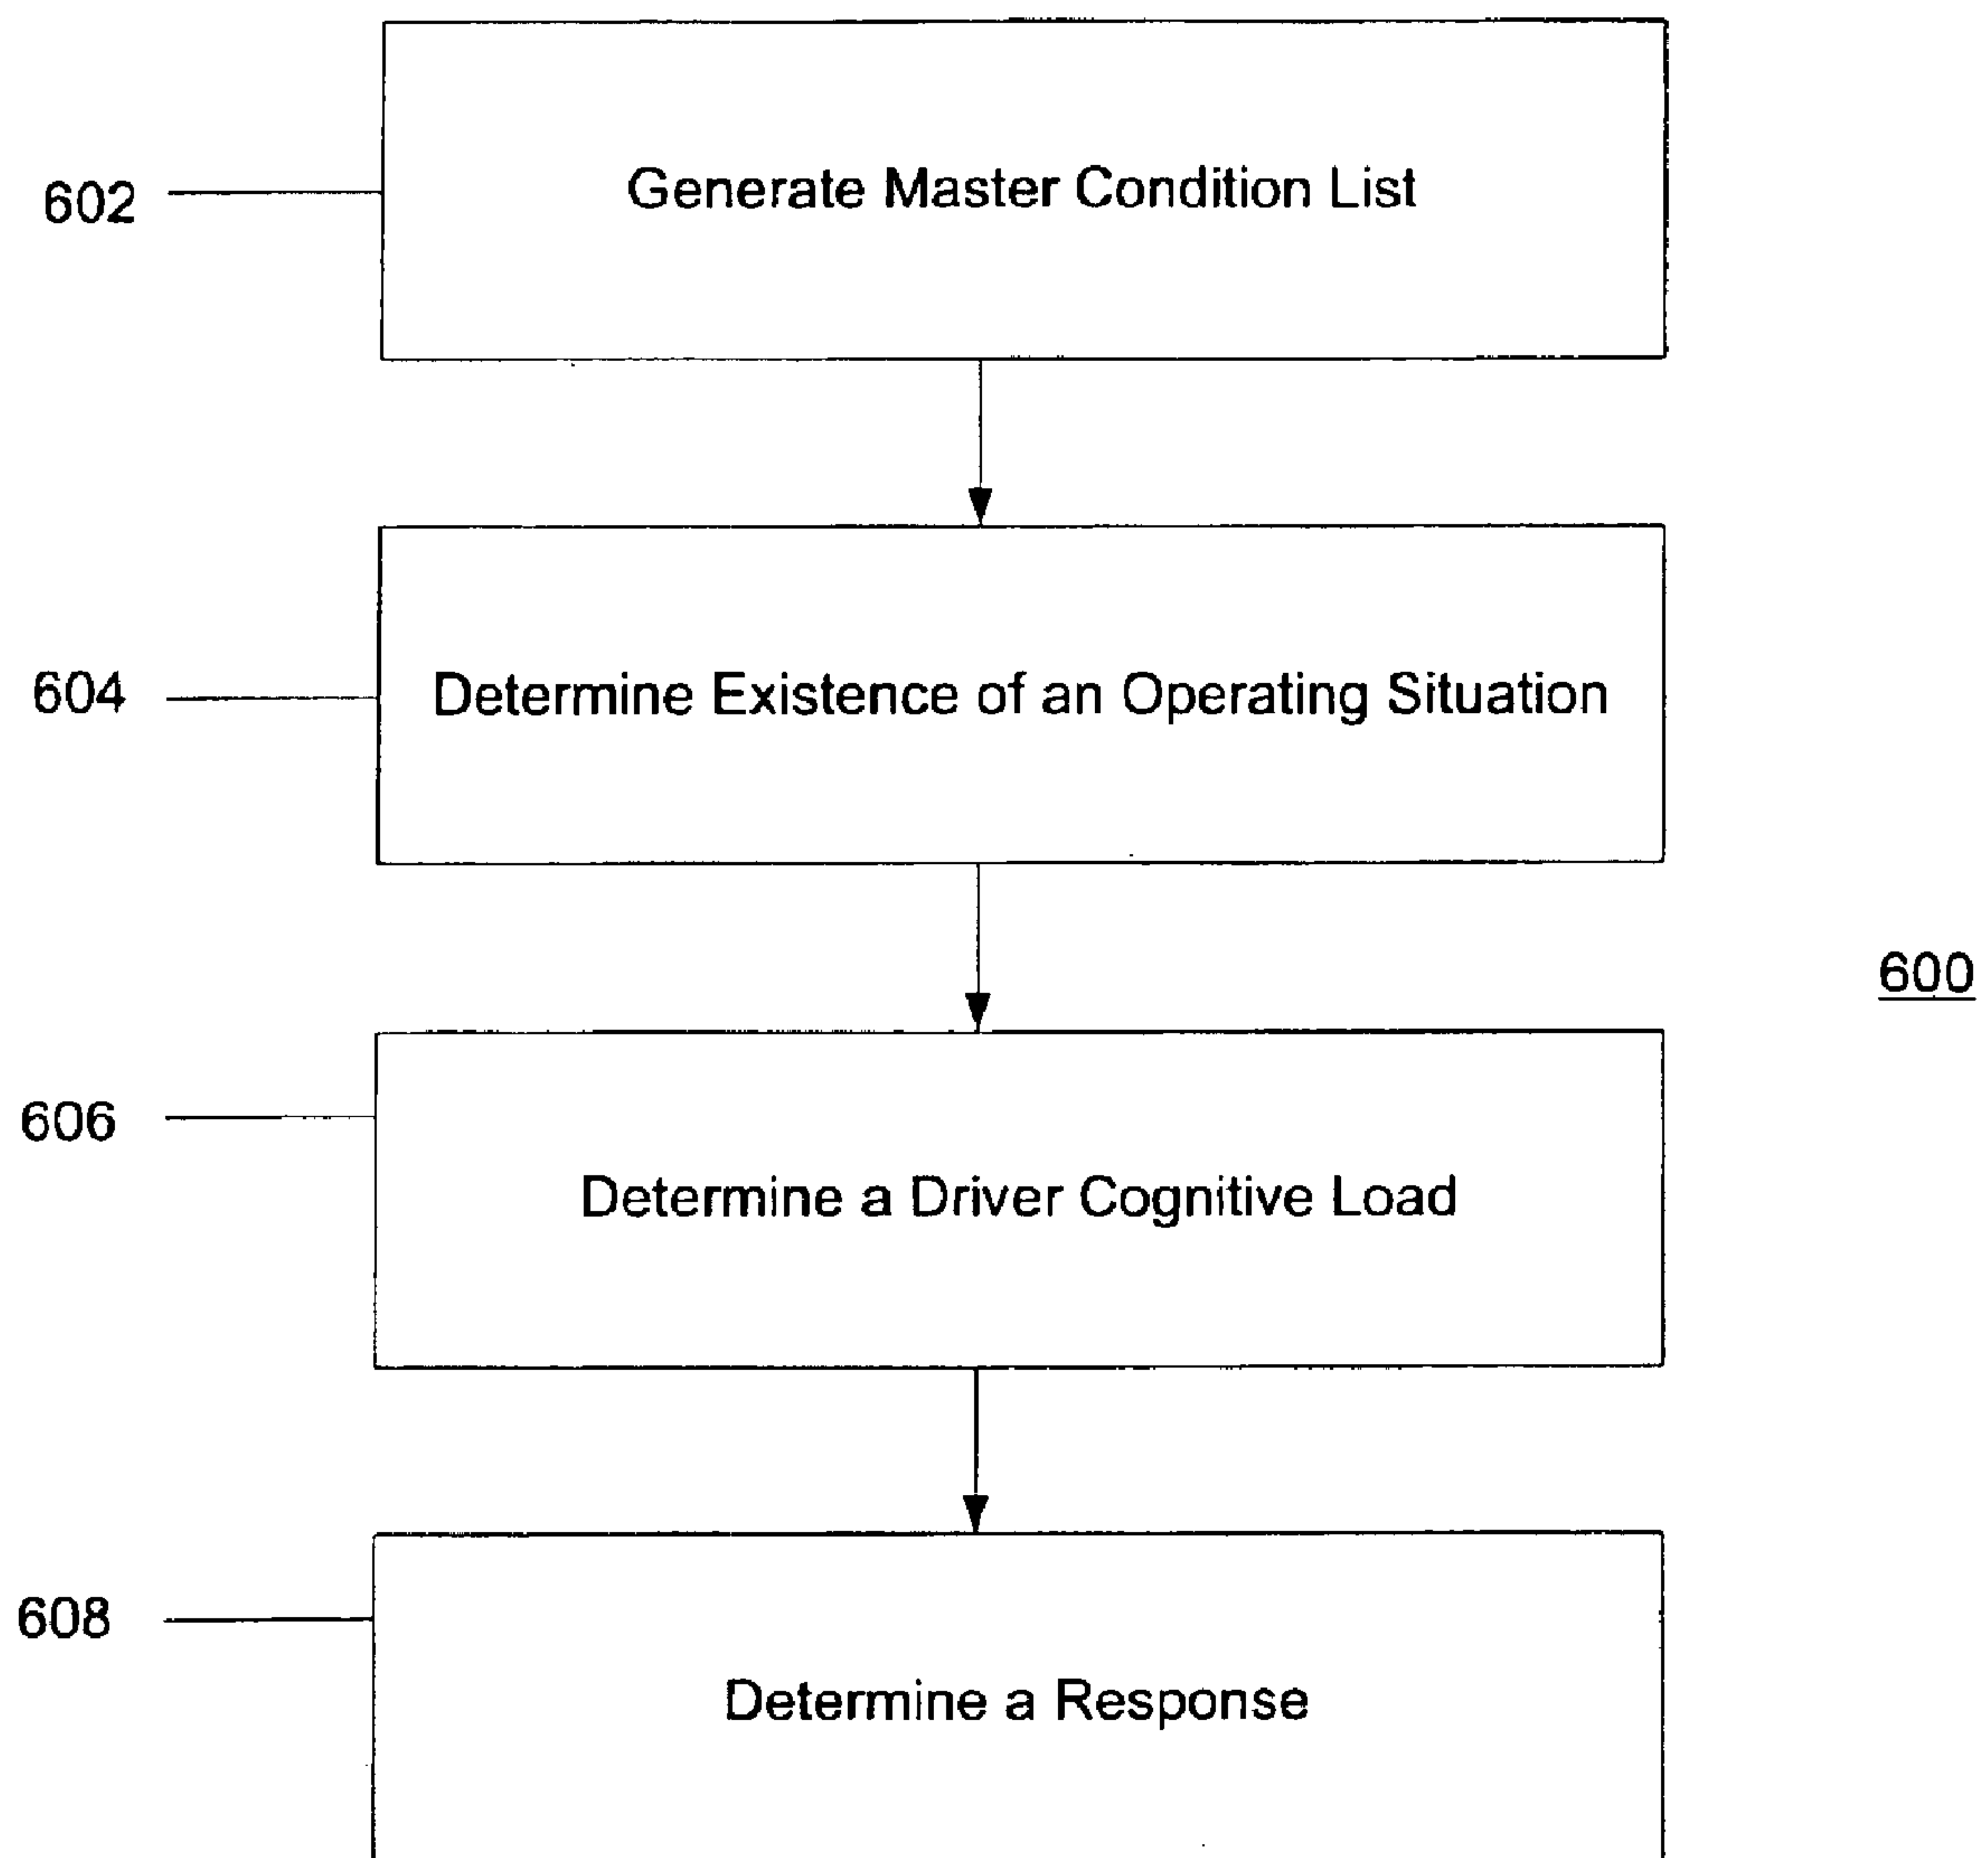 602
Generate Master Condition List
604
Determine Existence of an Operating Situation
600
606
Determine a Driver Cognitive Load
608
Determine a Response